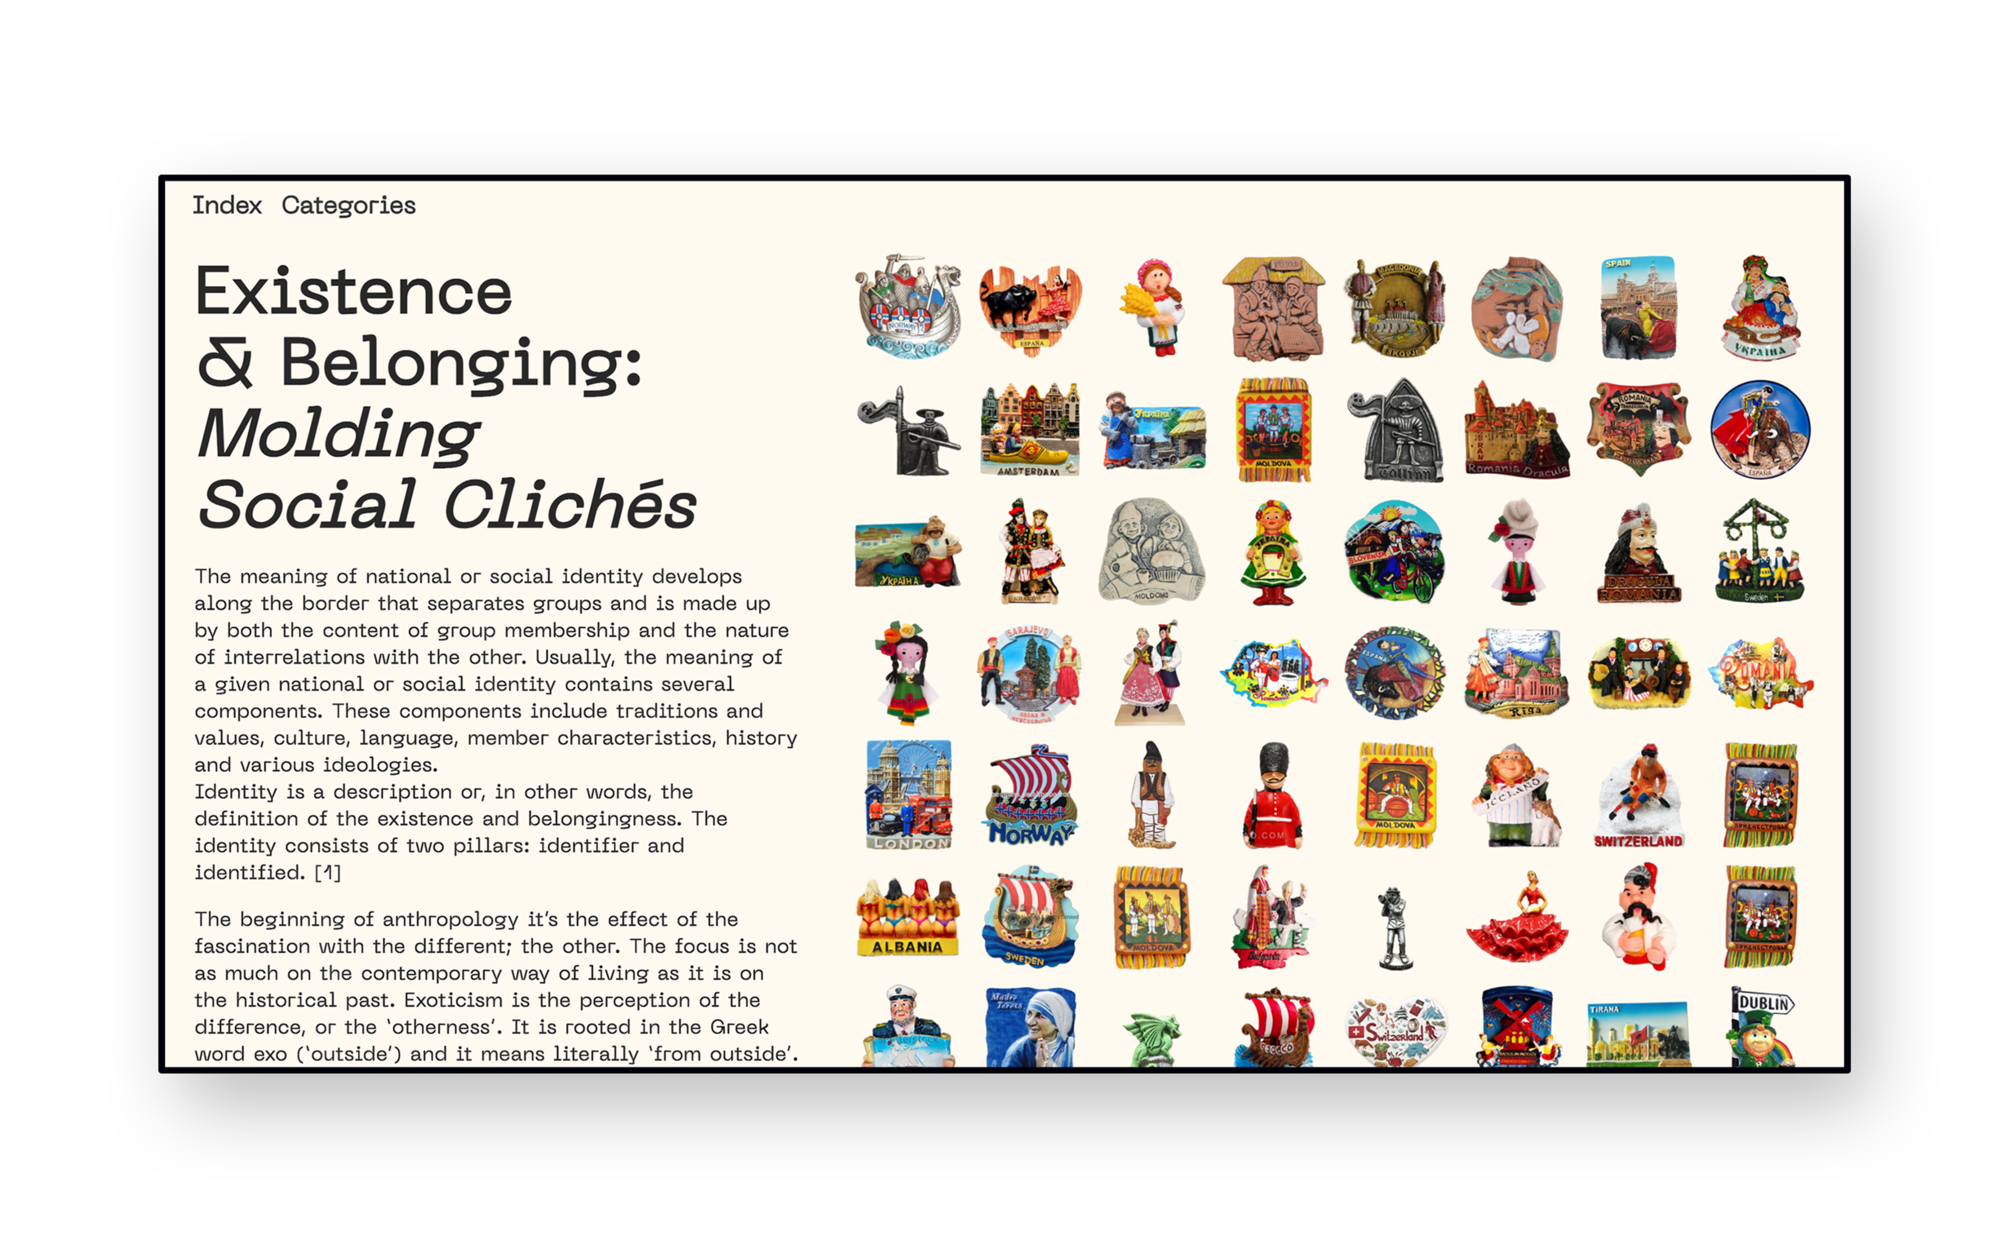 Index Categories
Existence
& Belonging:
Molding
Social Clichés
The meaning of national or social identity develops
along the border that separates groups and is made up
by both the content of group membership and the nature
of interrelations with the other. Usually, the meaning of
a given national or social identity contains several
components. These components include traditions and
values, culture, language, member characteristics, history
and various ideologies.
Identity is a description or, in other words, the
definition of the existence and belongingness. The
identity consists of two pillars: identifier and
identified. [1]
The beginning of anthropology it's the effect of the
fascination with the different; the other. The focus is not
as much on the contemporary way of living as it is on
the historical past. Exoticism is the perception of the
difference, or the ‘otherness’. It is rooted in the Greek
word exo (‘outside’) and it means literally ‘from outside’.
NORWAY
ESPAÑA
MACEDONIA
SKOPJE
SPAIN
УКРАЇНА
AMSTERDAM
УКРАЇНА
MOLDOVA
Tallinn
BRAN
Romania Dracula
ROMANIA
ESPAÑA
УКРАЇНА
KRAKÓW
MOLDOVA
УКРАЇНА
SLOVENIA
DRACULA
ROMANIA
Sweden
SARAJEVO
ESPAÑA
Riga
ROMANIA
LONDON
NORWAY
MOLDOVA
ICELAND
SWITZERLAND
ALBANIA
SWEDEN
MOLDOVA
Bulgaria
Switzerland
TIRANA
DUBLIN